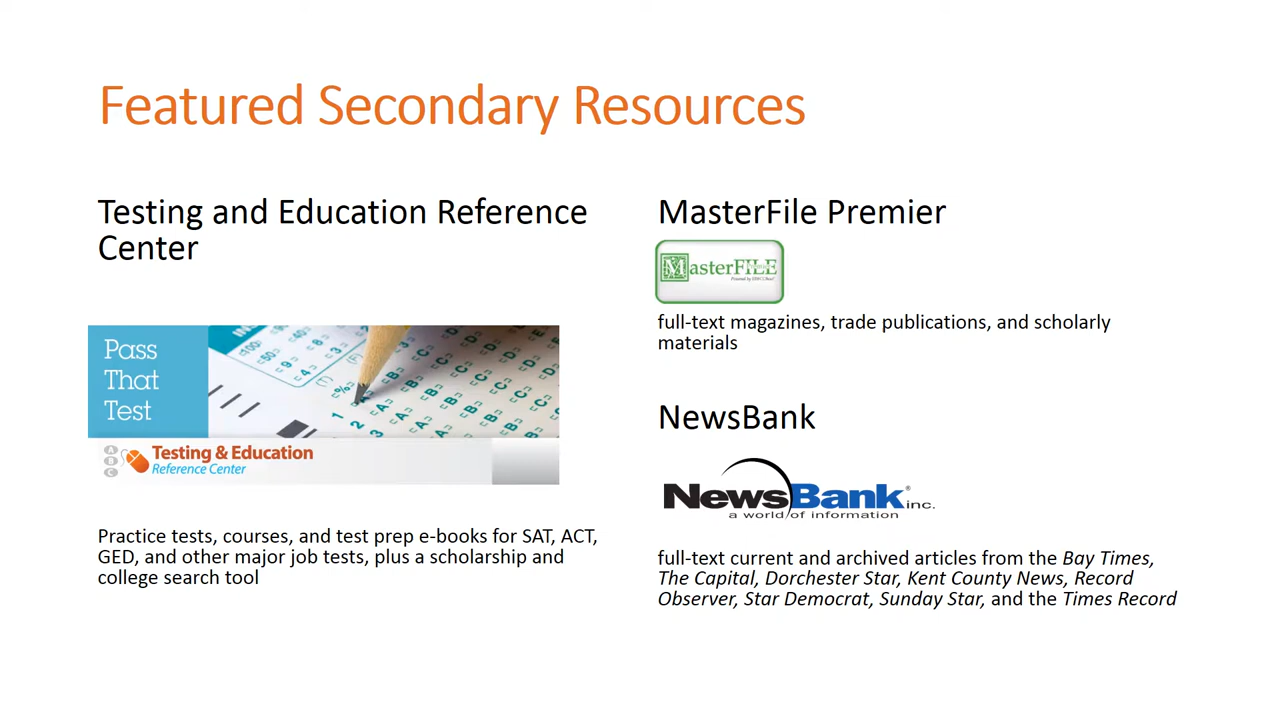 Featured Secondary Resources
Testing and Education Reference
Center
Pass
That
Test
A
B
C
Testing & Education
Reference Center
Practice tests, courses, and test prep e-books for SAT, ACT,
GED, and other major job tests, plus a scholarship and
college search tool
MasterFile Premier
MasterFILE
full-text magazines, trade publications, and scholarly
materials
NewsBank
NewsBank® inc.
a world of information
full-text current and archived articles from the Bay Times,
The Capital, Dorchester Star, Kent County News, Record
Observer, Star Democrat, Sunday Star, and the Times Record